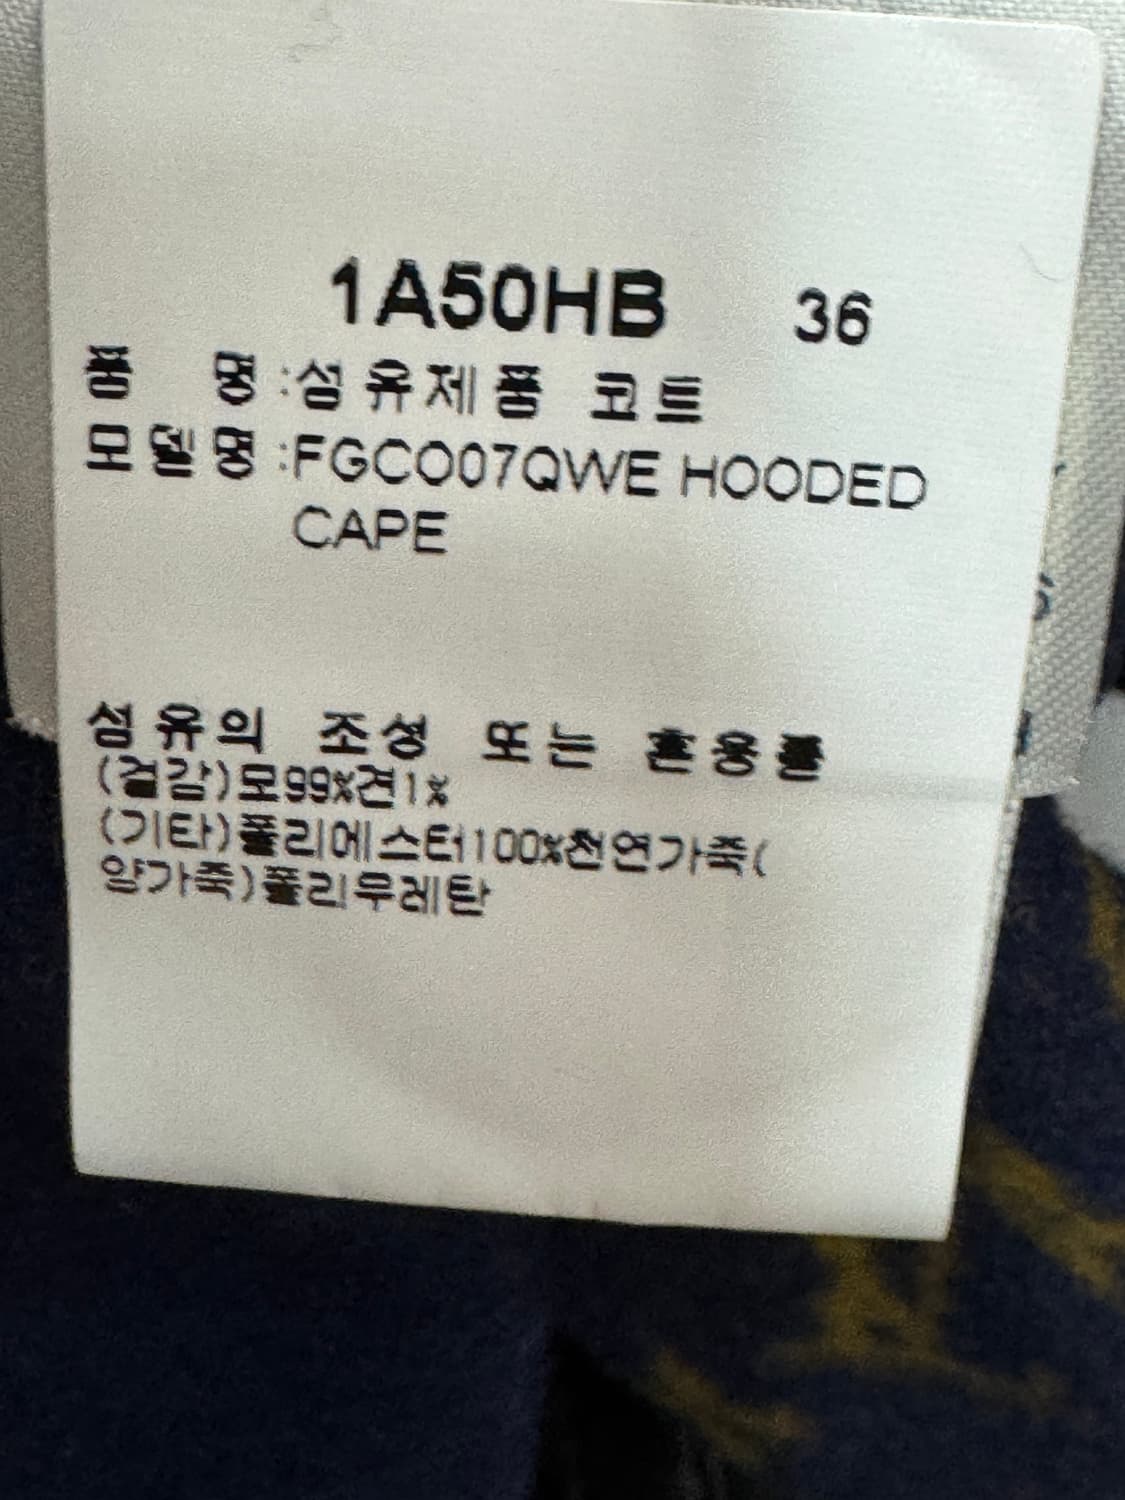 1A50HB 36
품 명 :섬유제품 코트
모델명 :FGCO07QWE HOODED
CAPE
섬유의 조성 또는 혼용률
(겉감)모99%견1%
(기타)폴리에스터100%천연가죽(
양가죽)폴리우레탄